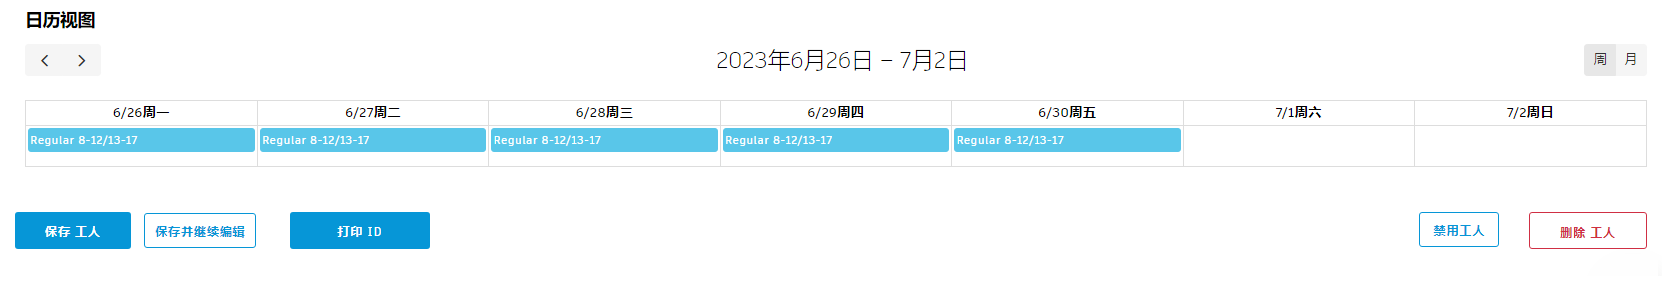 日历视图
2023年6月26日 – 7月2日
周 月
6/26周一 6/27周二 6/28周三 6/29周四 6/30周五 7/1周六 7/2周日
Regular 8-12/13-17 Regular 8-12/13-17 Regular 8-12/13-17 Regular 8-12/13-17 Regular 8-12/13-17
保存 工人 保存并继续编辑 打印 ID 禁用工人 删除 工人